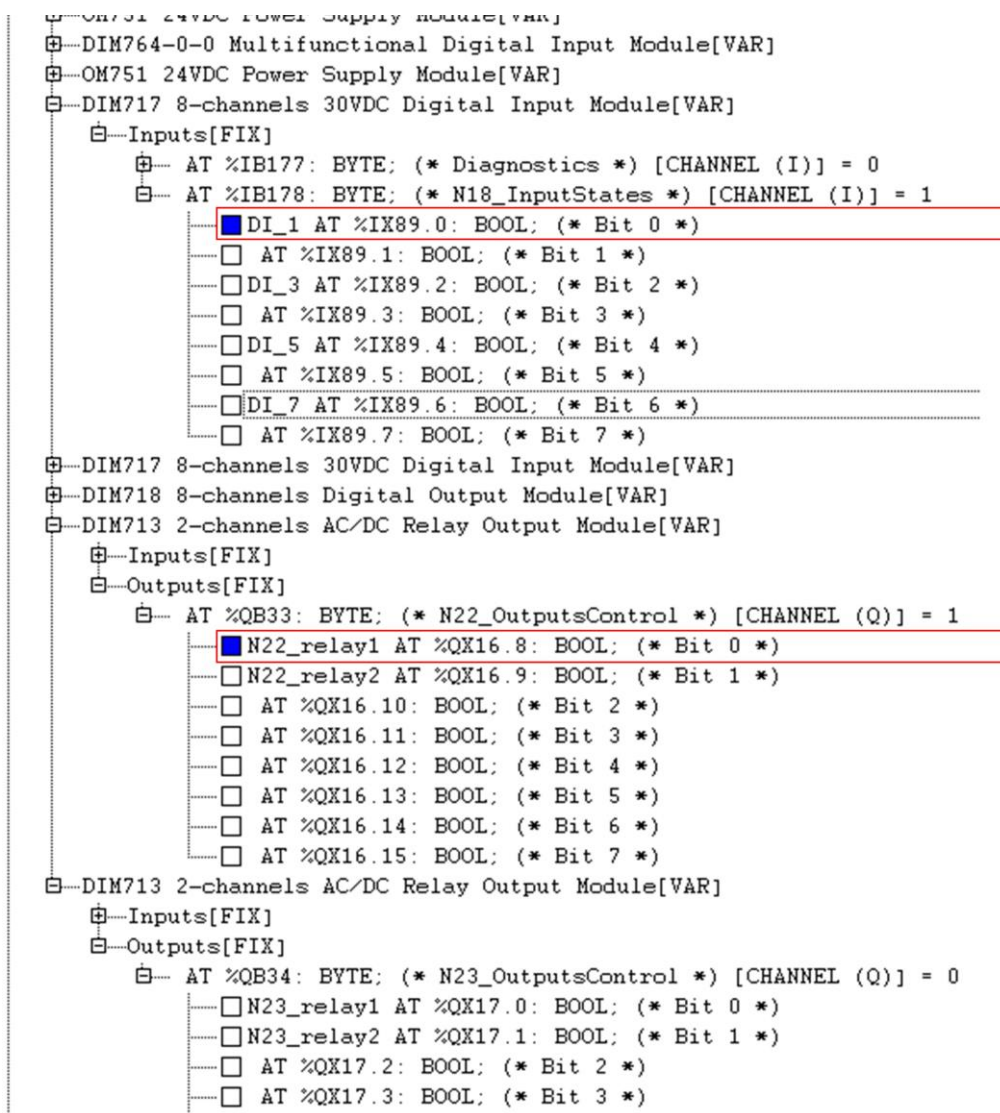 OM751 24VDC Power Supply Module[VAR]
DIM764-0-0 Multifunctional Digital Input Module[VAR]
OM751 24VDC Power Supply Module[VAR]
DIM717 8-channels 30VDC Digital Input Module[VAR]
Inputs[FIX]
AT %IB177: BYTE; (* Diagnostics *) [CHANNEL (I)] = 0
AT %IB178: BYTE; (* N18_InputStates *) [CHANNEL (I)] = 1
DI_1 AT %IX89.0: BOOL; (* Bit 0 *)
AT %IX89.1: BOOL; (* Bit 1 *)
DI_3 AT %IX89.2: BOOL; (* Bit 2 *)
AT %IX89.3: BOOL; (* Bit 3 *)
DI_5 AT %IX89.4: BOOL; (* Bit 4 *)
AT %IX89.5: BOOL; (* Bit 5 *)
DI_7 AT %IX89.6: BOOL; (* Bit 6 *)
AT %IX89.7: BOOL; (* Bit 7 *)
DIM717 8-channels 30VDC Digital Input Module[VAR]
DIM718 8-channels Digital Output Module[VAR]
DIM713 2-channels AC/DC Relay Output Module[VAR]
Inputs[FIX]
Outputs[FIX]
AT %QB33: BYTE; (* N22_OutputsControl *) [CHANNEL (Q)] = 1
N22_relay1 AT %QX16.8: BOOL; (* Bit 0 *)
N22_relay2 AT %QX16.9: BOOL; (* Bit 1 *)
AT %QX16.10: BOOL; (* Bit 2 *)
AT %QX16.11: BOOL; (* Bit 3 *)
AT %QX16.12: BOOL; (* Bit 4 *)
AT %QX16.13: BOOL; (* Bit 5 *)
AT %QX16.14: BOOL; (* Bit 6 *)
AT %QX16.15: BOOL; (* Bit 7 *)
DIM713 2-channels AC/DC Relay Output Module[VAR]
Inputs[FIX]
Outputs[FIX]
AT %QB34: BYTE; (* N23_OutputsControl *) [CHANNEL (Q)] = 0
N23_relay1 AT %QX17.0: BOOL; (* Bit 0 *)
N23_relay2 AT %QX17.1: BOOL; (* Bit 1 *)
AT %QX17.2: BOOL; (* Bit 2 *)
AT %QX17.3: BOOL; (* Bit 3 *)